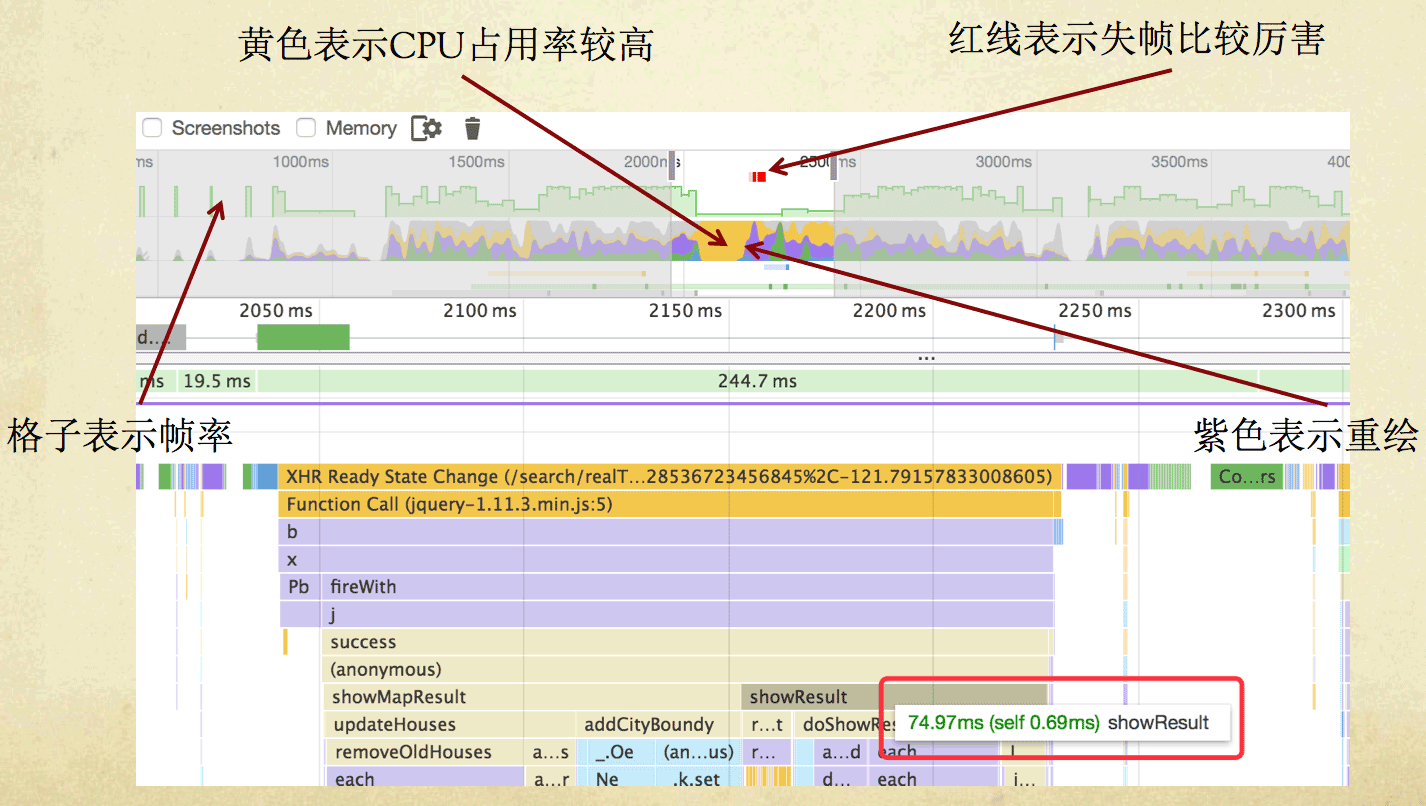 黄色表示CPU占用率较高
红线表示失帧比较厉害
Screenshots Memory
ms 1000ms 1500ms 2000ms 2500ms 3000ms 3500ms 400
2050 ms 2100 ms 2150 ms 2200 ms 2250 ms 2300 ms
d...
...
ms 19.5 ms 244.7 ms
格子表示帧率
紫色表示重绘
XHR Ready State Change (/search/realT...28536723456845%2C-121.79157833008605) Co...rs
Function Call (jquery-1.11.3.min.js:5)
b
x
Pb fireWith
j
success
(anonymous)
showMapResult showResult
updateHouses addCityBoundy r...t doShowRes
74.97ms (self 0.69ms) showResult
removeOldHouses a...s _.Oe (an...us) r... a...d each
each a...r Ne .k.set d... each i...